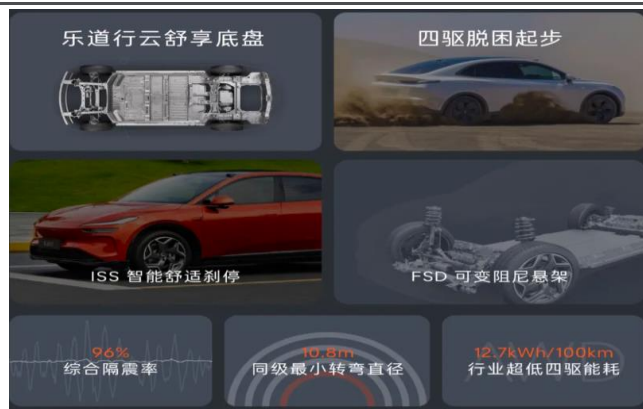 乐道行云舒享底盘
四驱脱困起步
ISS 智能舒适刹停
FSD 可变阻尼悬架
96%
综合隔震率
10.8m
同级最小转弯直径
AWD
12.7kWh/100km
行业超低四驱能耗